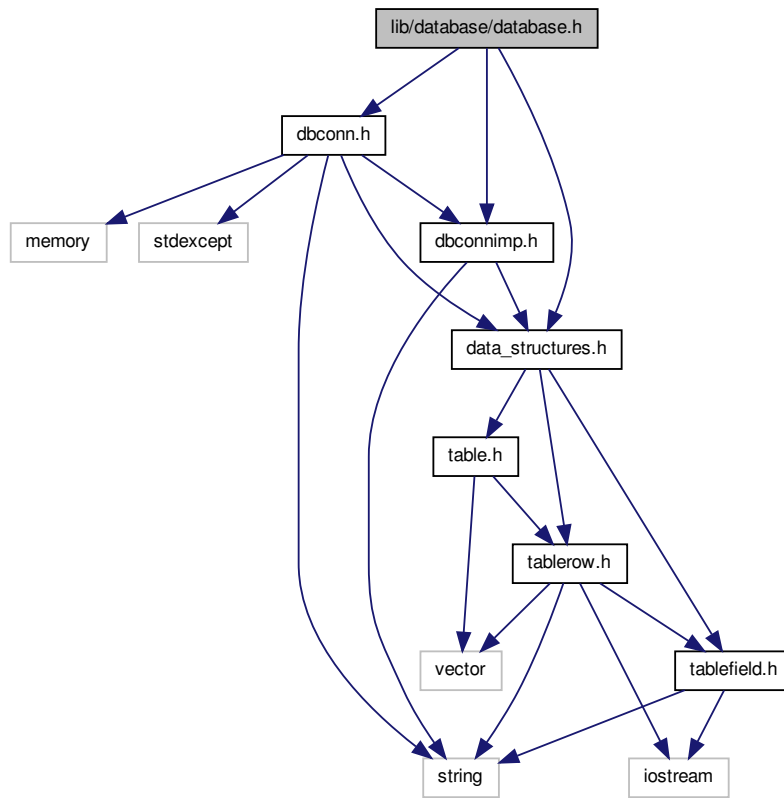 lib/database/database.h
dbconn.h
memory
stdexcept
dbconnimp.h
data_structures.h
table.h
tablerow.h
vector
tablefield.h
string
iostream